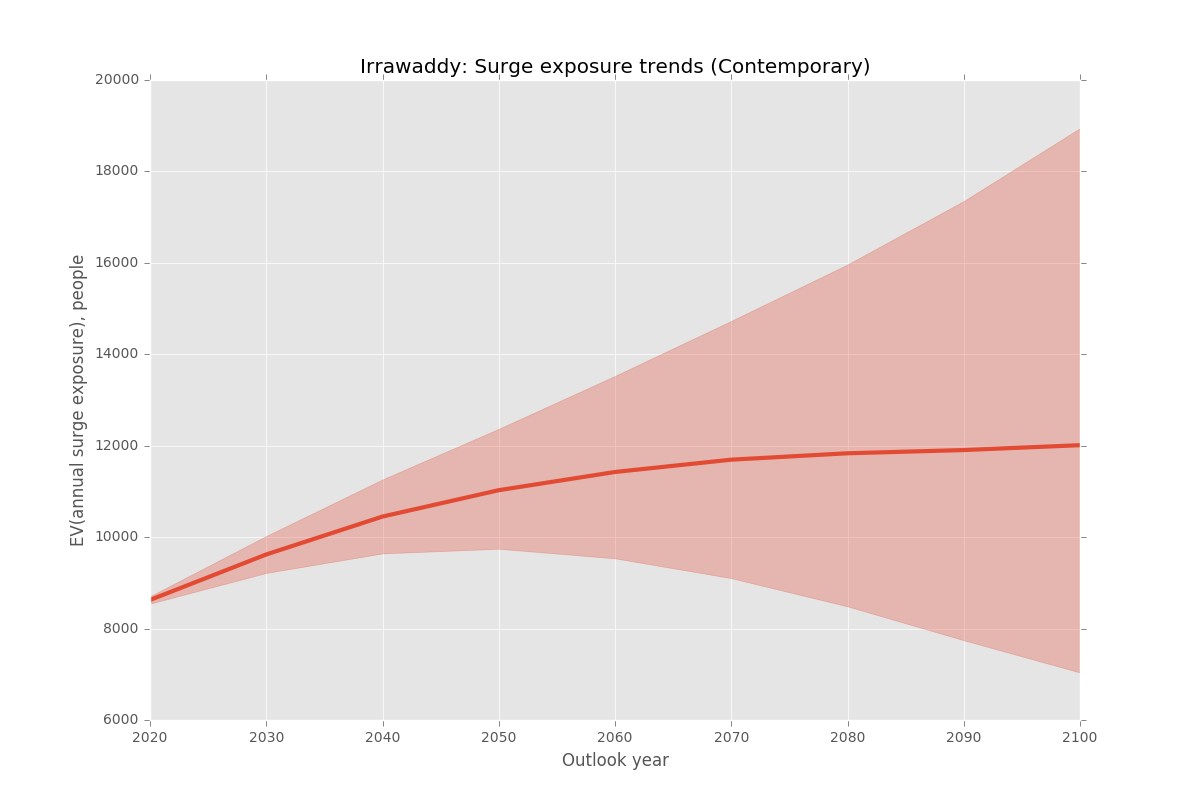 Irrawaddy: Surge exposure trends (Contemporary)
20000
18000
16000
14000
12000
10000
8000
6000
EV(annual surge exposure), people
2020 2030 2040 2050 2060 2070 2080 2090 2100
Outlook year